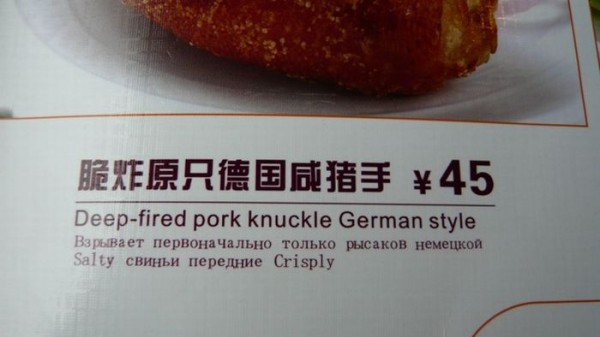 脆炸原只德国咸猪手 ¥45
Deep-fired pork knuckle German style
Взрывает первоначально только рысаков немецкой
Salty свиньи передние Crisply